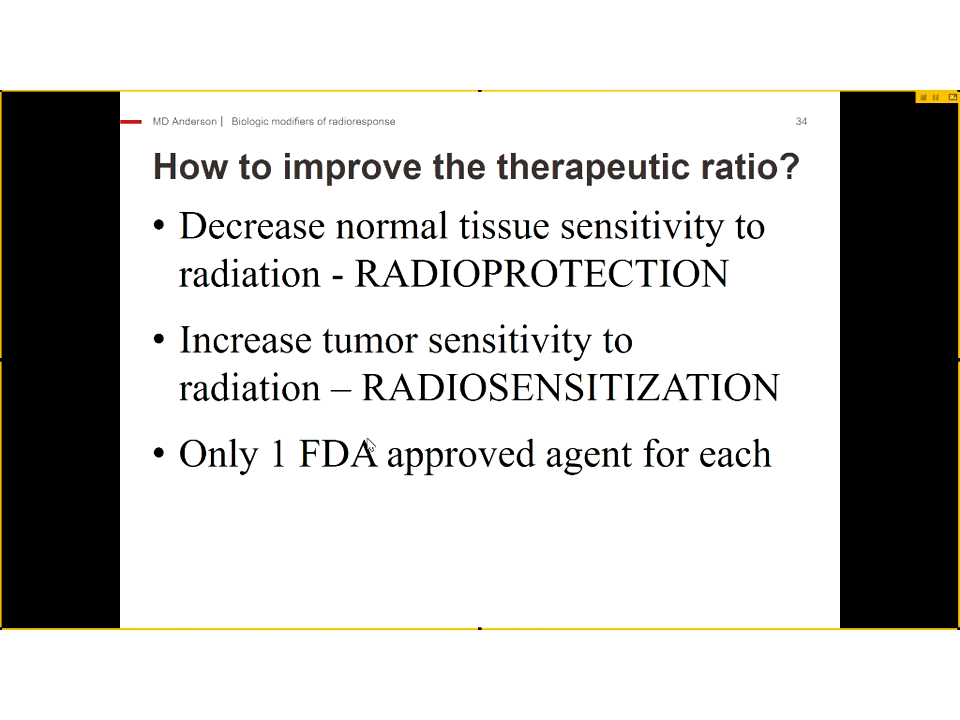 MD Anderson | Biologic modifiers of radioresponse 34
How to improve the therapeutic ratio?
• Decrease normal tissue sensitivity to
radiation - RADIOPROTECTION
• Increase tumor sensitivity to
radiation – RADIOSENSITIZATION
• Only 1 FDA approved agent for each